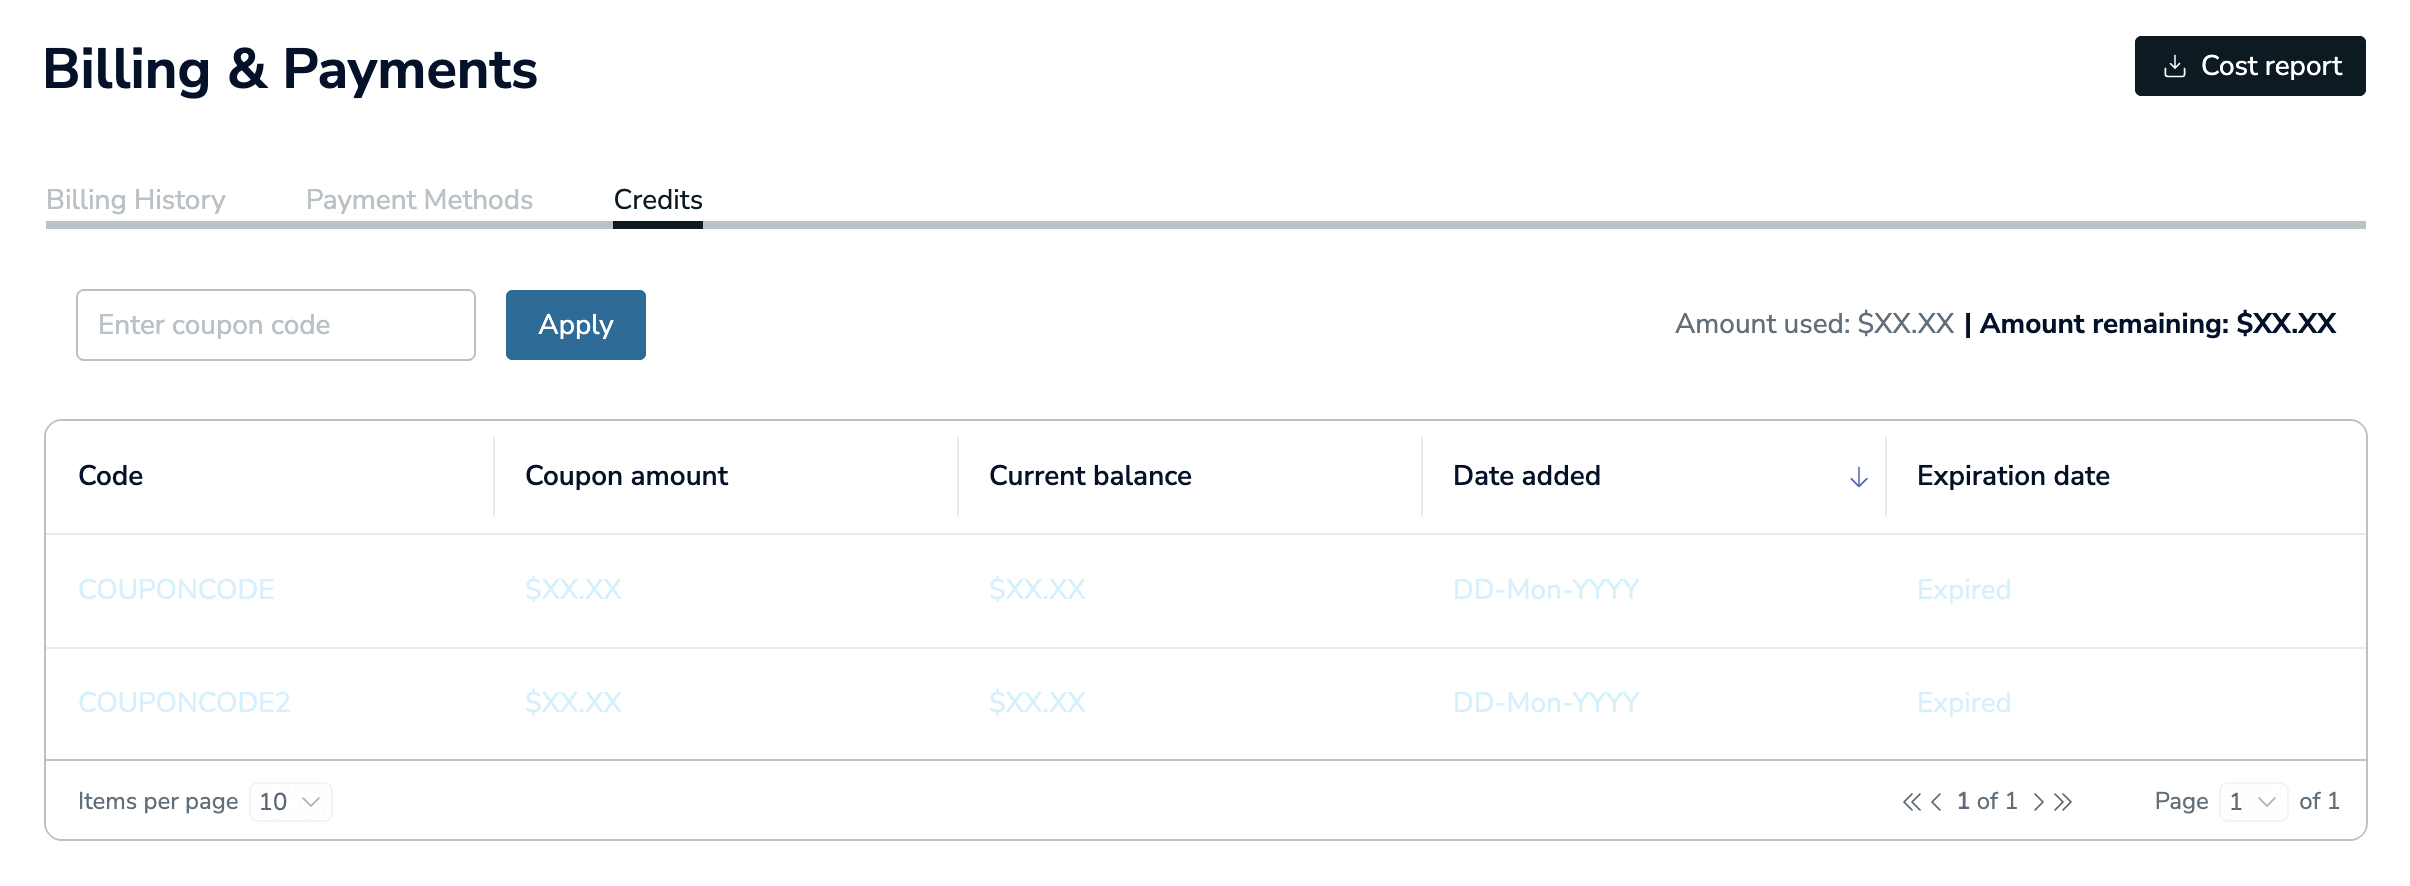 Billing & Payments
Cost report
Billing History Payment Methods Credits
Enter coupon code Apply Amount used: $XX.XX | Amount remaining: $XX.XX
Code Coupon amount Current balance Date added Expiration date
COUPONCODE $XX.XX $XX.XX DD-Mon-YYYY Expired
COUPONCODE2 $XX.XX $XX.XX DD-Mon-YYYY Expired
Items per page 10 1 of 1 Page 1 of 1